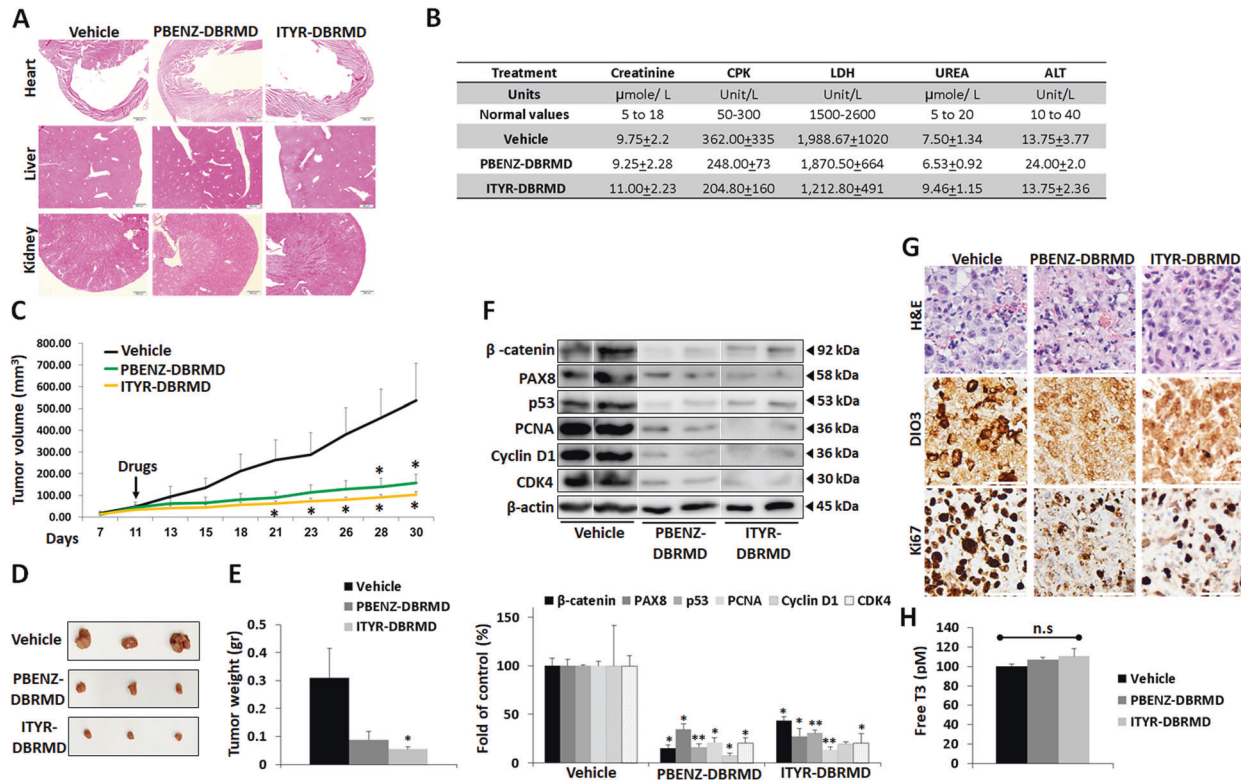 A
Vehicle PBENZ-DBRMD ITYR-DBRMD
Heart
Liver
Kidney
B
Treatment Creatinine CPK LDH UREA ALT
Units µmole/ L Unit/L Unit/L µmole/ L Unit/L
Normal values 5 to 18 50-300 1500-2600 5 to 20 10 to 40
Vehicle 9.75±2.2 362.00±335 1,988.67±1020 7.50±1.34 13.75±3.77
PBENZ-DBRMD 9.25±2.28 248.00±73 1,870.50±664 6.53±0.92 24.00±2.0
ITYR-DBRMD 11.00±2.23 204.80±160 1,212.80±491 9.46±1.15 13.75±2.36
C
Tumor volume (mm³)
800.00
700.00
600.00
500.00
400.00
300.00
200.00
100.00
0.00
Vehicle
PBENZ-DBRMD
ITYR-DBRMD
Drugs
* *
* * * * *
Days 7 11 13 15 18 21 23 26 28 30
D
Vehicle
PBENZ-
DBRMD
ITYR-
DBRMD
E
Vehicle
PBENZ-DBRMD
ITYR-DBRMD
Tumor weight (gr)
0.5
0.4
0.3
0.2
0.1
0
*
F
β -catenin ◄92 kDa
PAX8 ◄58 kDa
p53 ◄53 kDa
PCNA ◄36 kDa
Cyclin D1 ◄36 kDa
CDK4 ◄30 kDa
β-actin ◄45 kDa
Vehicle PBENZ- ITYR-
DBRMD DBRMD
β-catenin PAX8 p53 PCNA Cyclin D1 CDK4
Fold of control (%)
150
100
50
0
* * ** * * *
* * ** ** *
Vehicle PBENZ-DBRMD ITYR-DBRMD
G
Vehicle PBENZ-DBRMD ITYR-DBRMD
H&E
DIO3
Ki67
H
n.s
Free T3 (pM)
140
120
100
80
60
40
20
0
Vehicle
PBENZ-DBRMD
ITYR-DBRMD